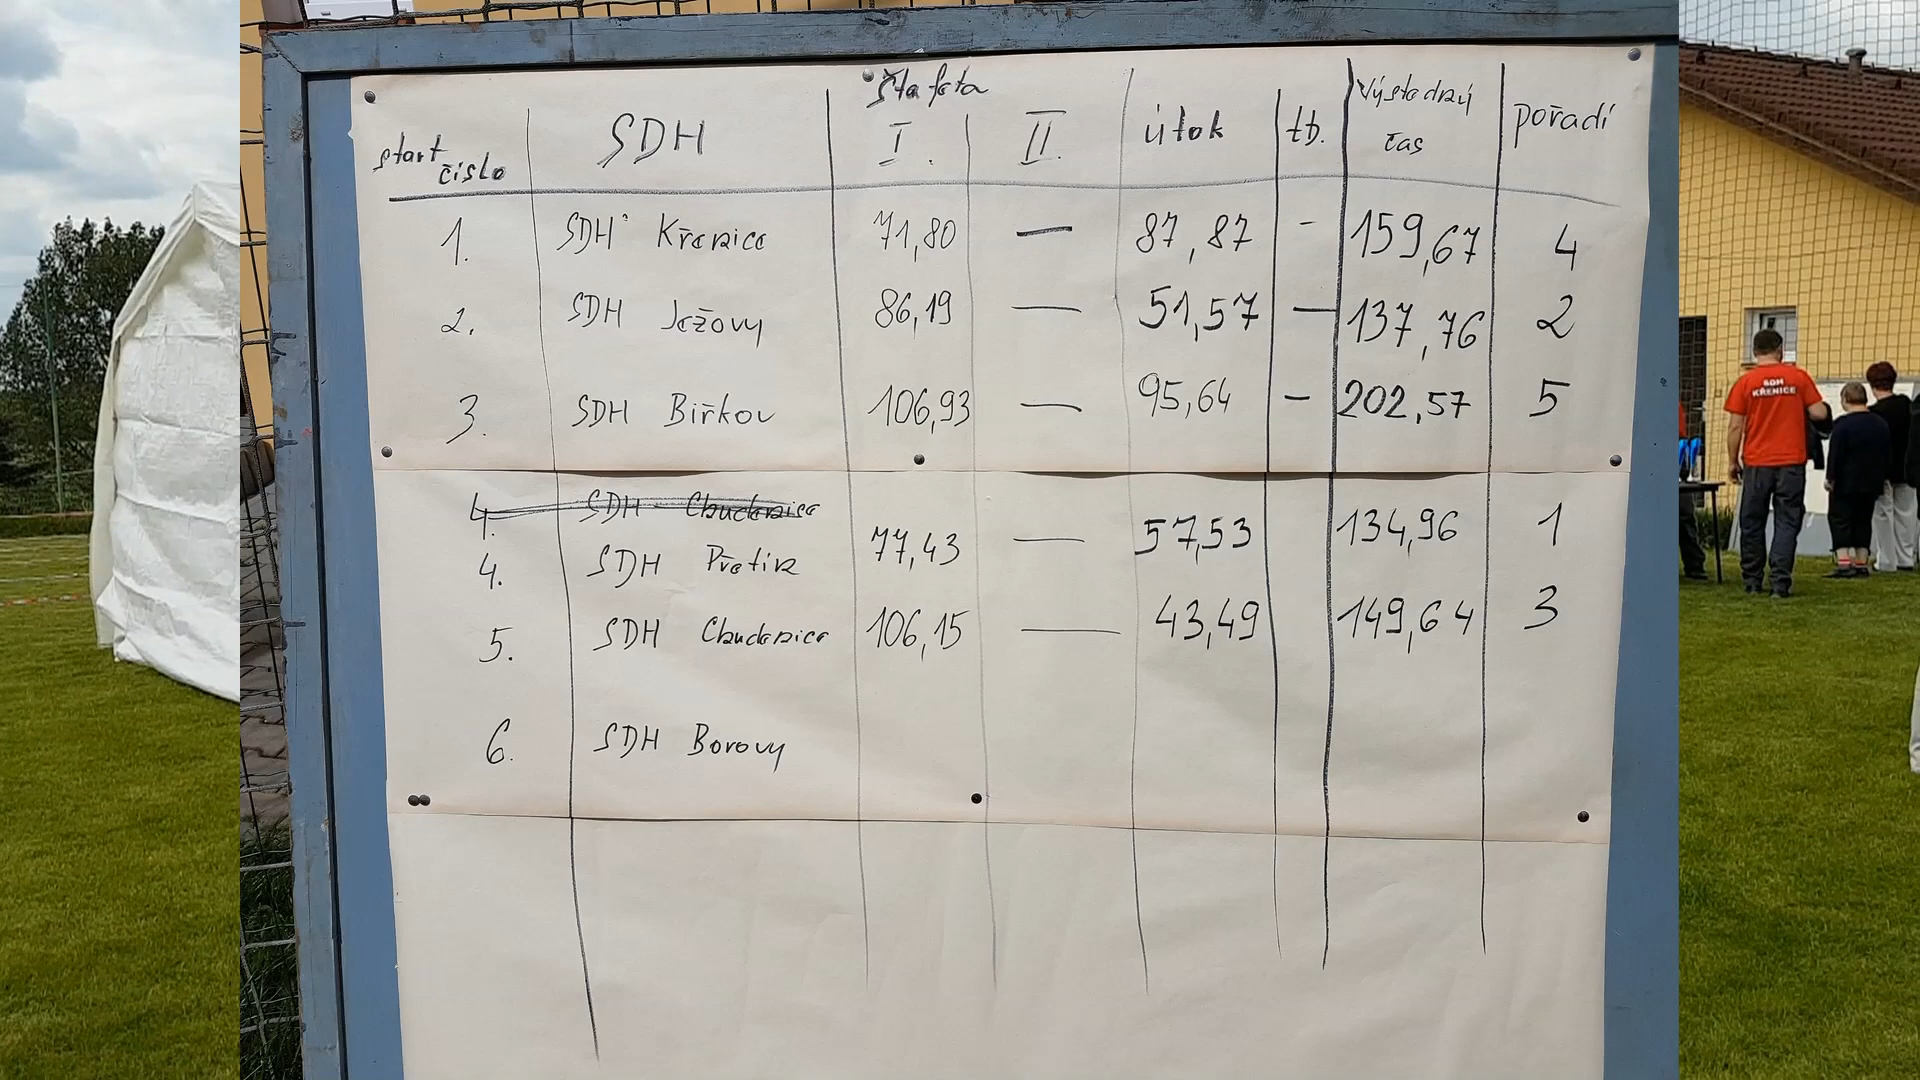 štafeta
start číslo SDH I. II. útok tb. Výsledný čas pořadí
1. SDH Křenice 71,80 — 87,87 - 159,67 4
2. SDH Ježovy 86,19 — 51,57 — 137,76 2
3. SDH Biřkov 106,93 — 95,64 - 202,57 5
4. SDH Chudenice
4. SDH Přetín 77,43 — 57,53 134,96 1
5. SDH Chudenice 106,15 — 43,49 149,64 3
6. SDH Borovy
SDH
KŘENICE